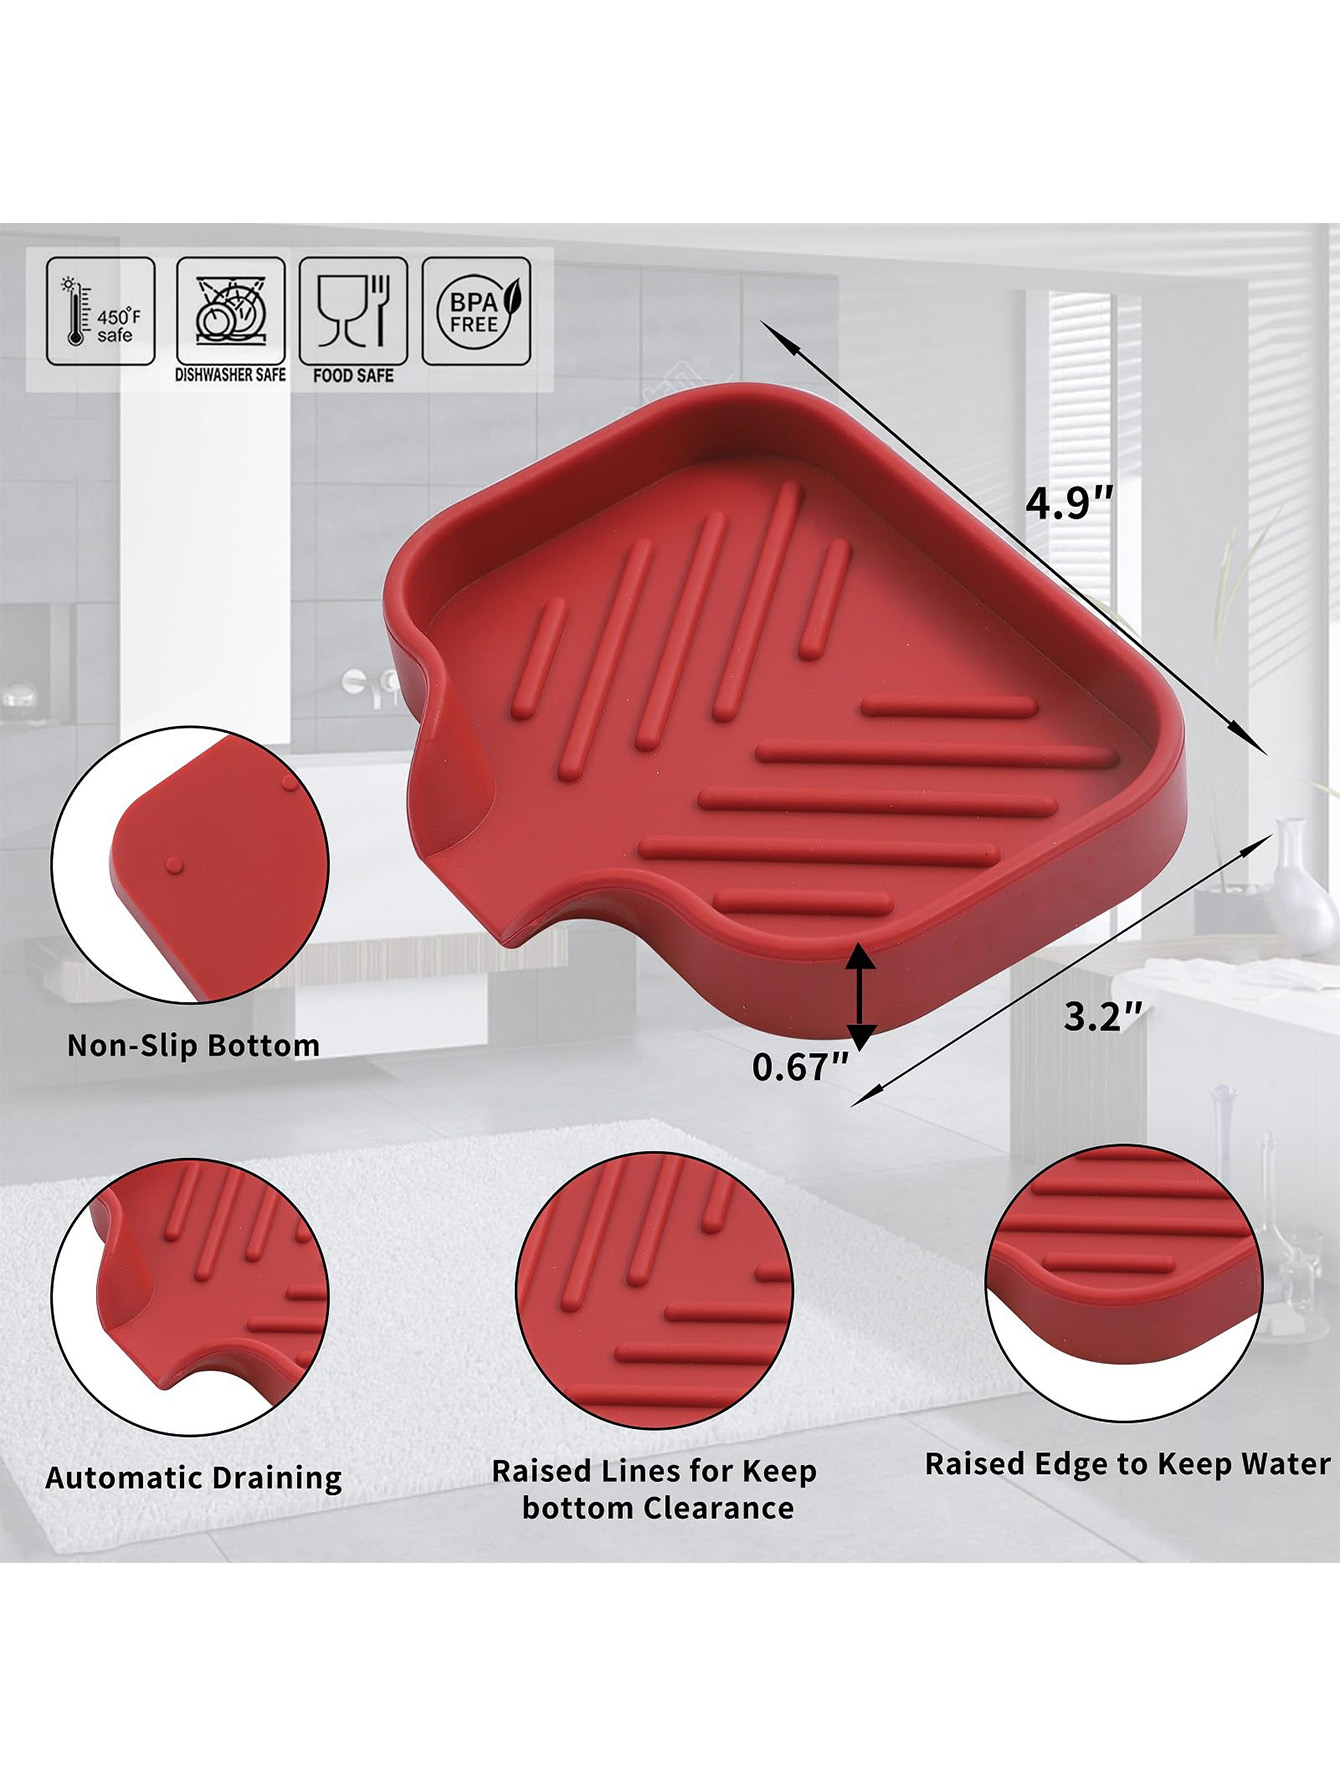 450°F
safe
DISHWASHER SAFE
FOOD SAFE
BPA
FREE
4.9"
3.2"
0.67"
Non-Slip Bottom
Automatic Draining
Raised Lines for Keep
bottom Clearance
Raised Edge to Keep Water